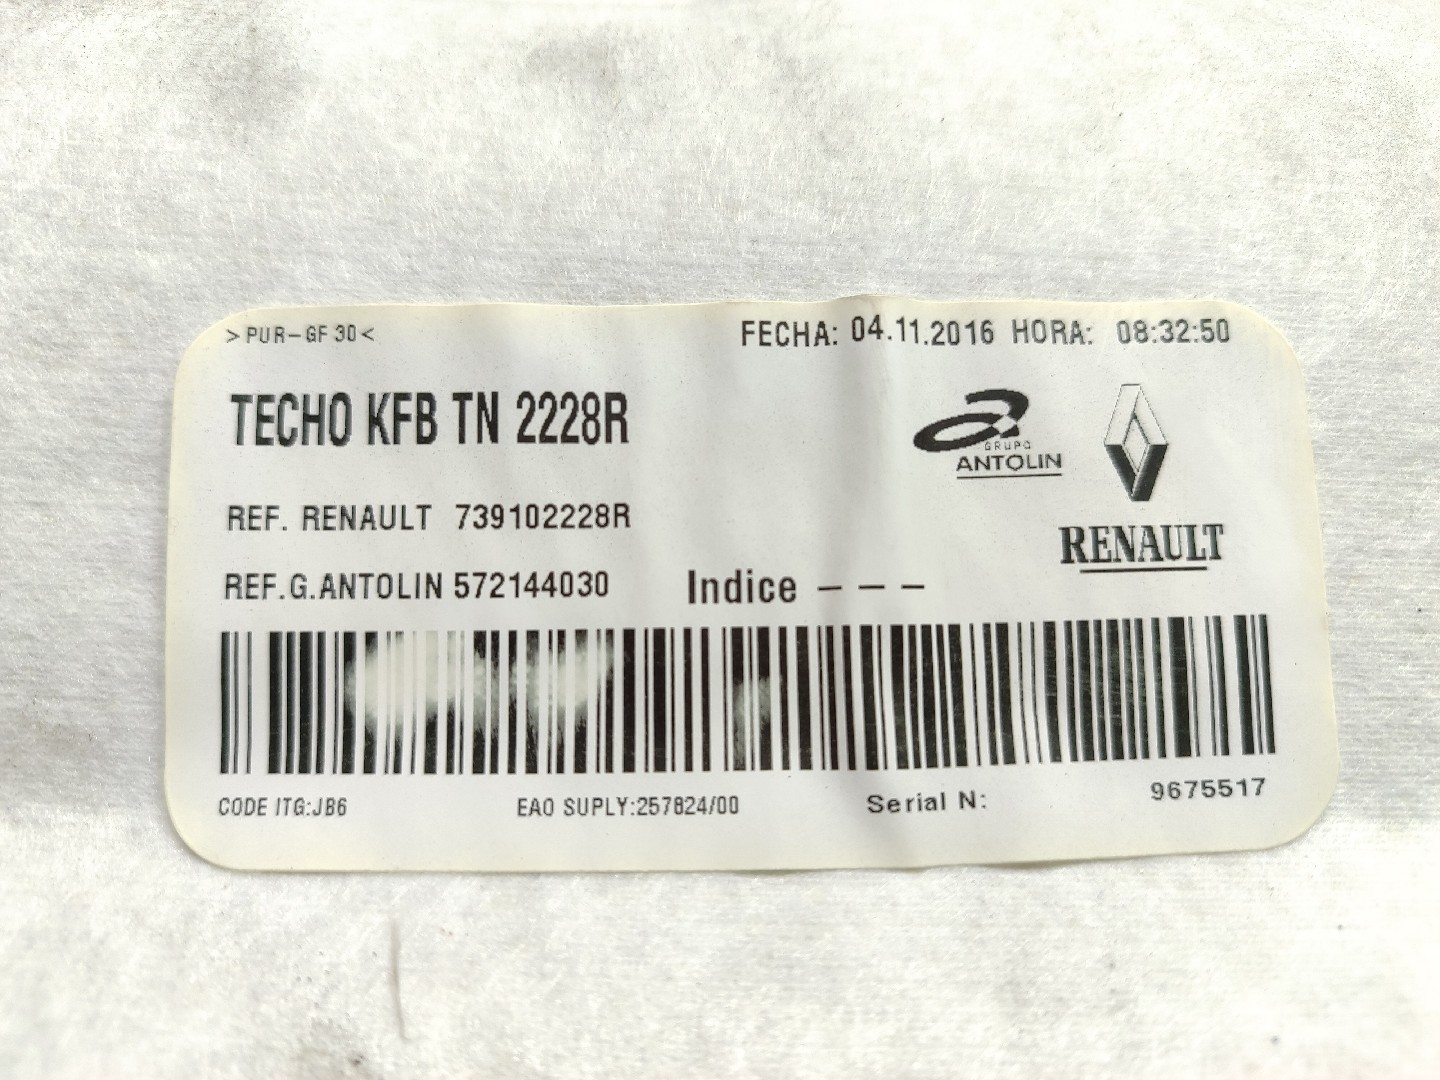 >PUR-GF 30<
FECHA: 04.11.2016 HORA: 08:32:50
TECHO KFB TN 2228R
GRUPO
ANTOLIN
REF. RENAULT 739102228R
RENAULT
REF.G.ANTOLIN 572144030 Indice - - -
CODE ITG:JB6 EAO SUPLY:257824/00 Serial N: 9675517